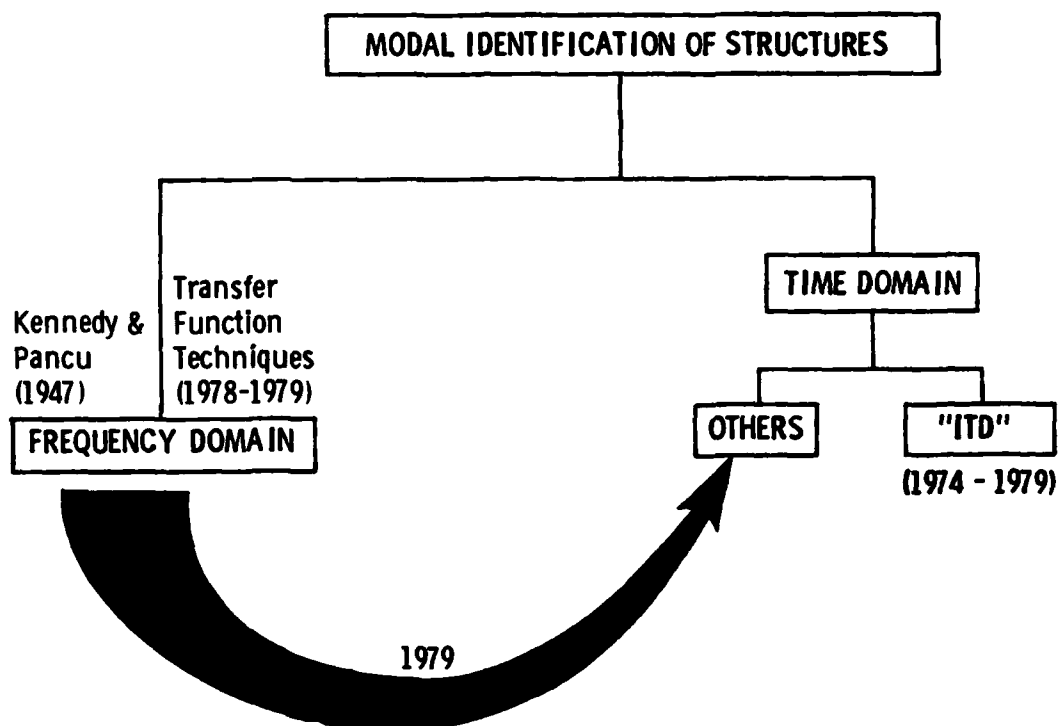 MODAL IDENTIFICATION OF STRUCTURES
Kennedy &
Pancu
(1947)
Transfer
Function
Techniques
(1978-1979)
FREQUENCY DOMAIN
TIME DOMAIN
OTHERS
"ITD"
(1974 - 1979)
1979